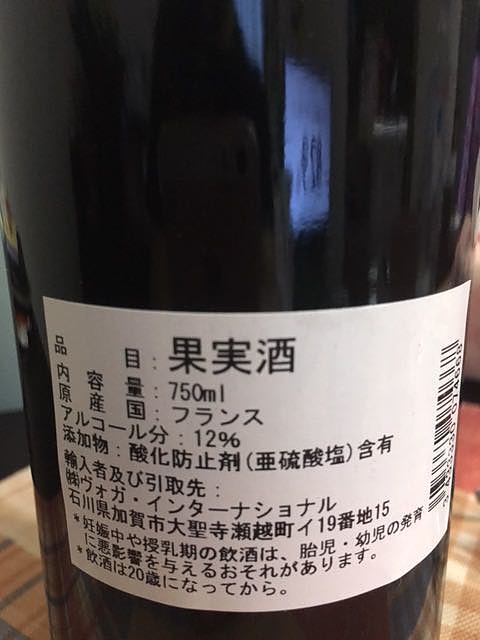 品目：果実酒
内容量：750ml
原産国：フランス
アルコール分：12%
添加物：酸化防止剤(亜硫酸塩)含有
輸入者及び引取先：
㈱ヴォガ・インターナショナル
石川県加賀市大聖寺瀬越町イ19番地15
*妊娠中や授乳期の飲酒は、胎児・幼児の発育
に悪影響を与えるおそれがあります。
*飲酒は20歳になってから。